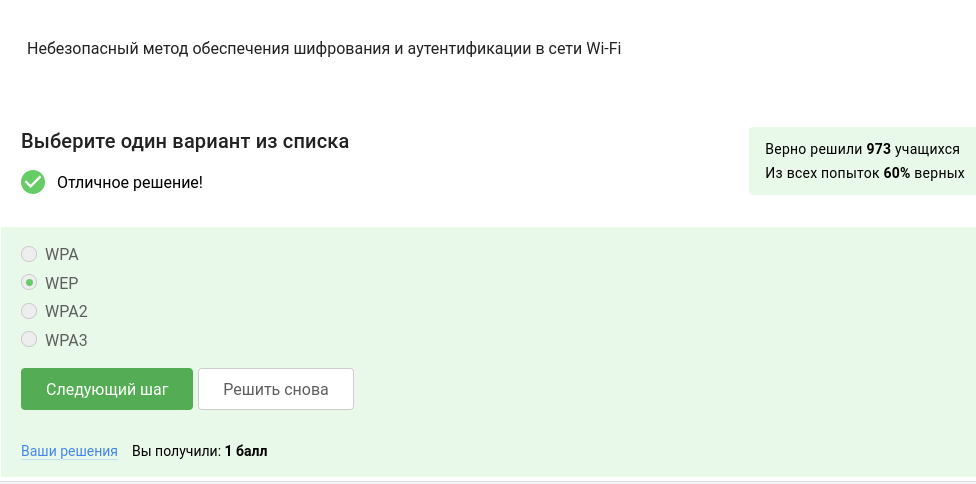 Небезопасный метод обеспечения шифрования и аутентификации в сети Wi-Fi
Выберите один вариант из списка
Верно решили 973 учащихся
Из всех попыток 60% верных
Отличное решение!
WPA
WEP
WPA2
WPA3
Следующий шаг
Решить снова
Ваши решения Вы получили: 1 балл